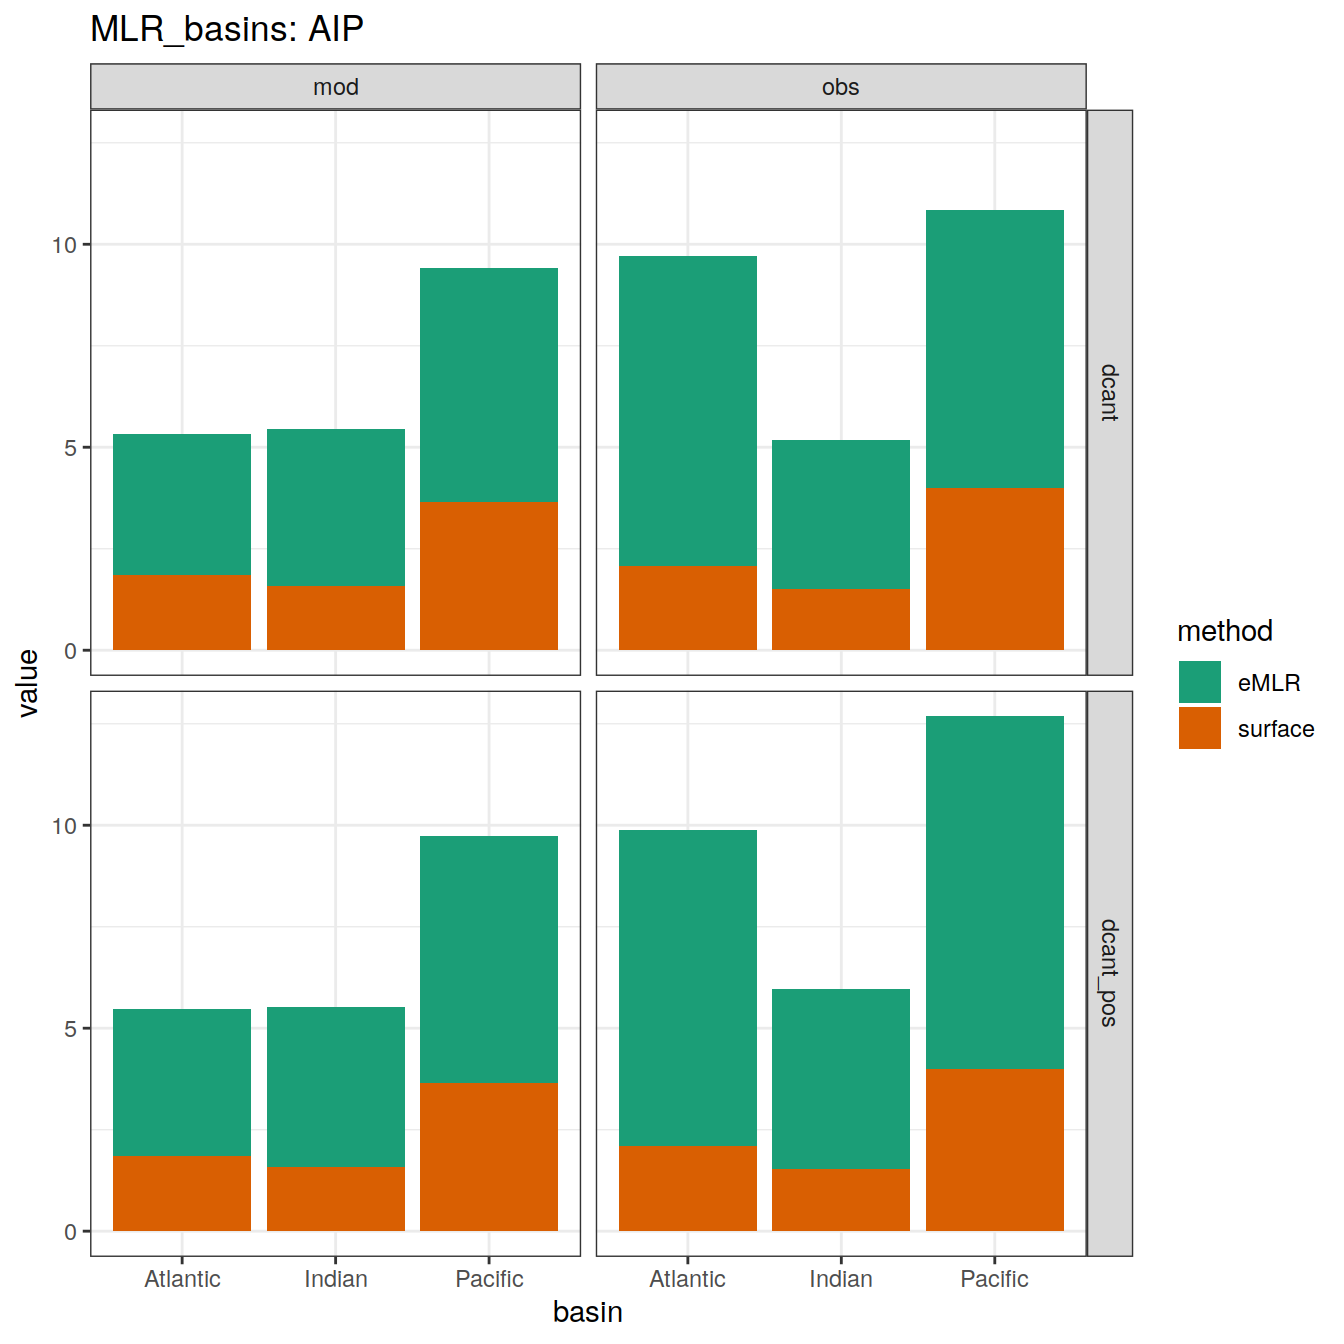 MLR_basins: AIP
mod
obs
10
5
0
dcant
10
5
0
dcant_pos
value
Atlantic
Indian
Pacific
Atlantic
Indian
Pacific
basin
method
eMLR
surface